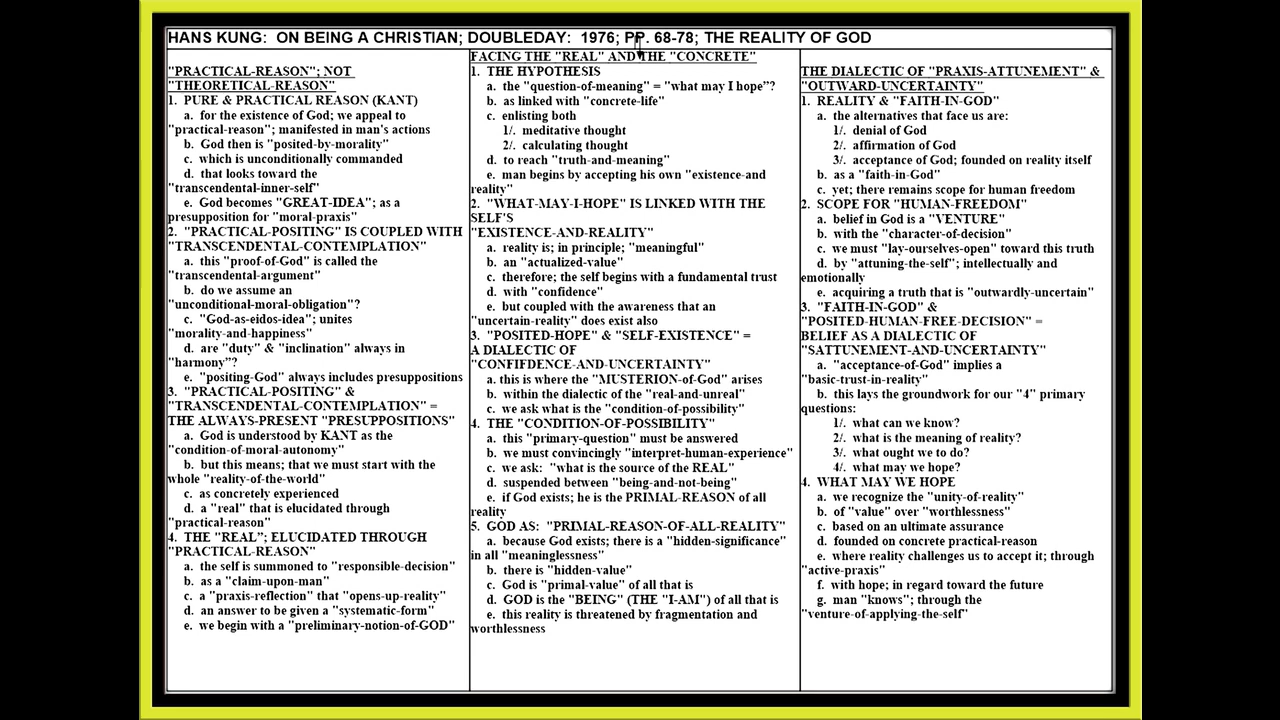 HANS KUNG:  ON BEING A CHRISTIAN; DOUBLEDAY:  1976; PP. 68-78; THE REALITY OF GOD
"PRACTICAL-REASON"; NOT
"THEORETICAL-REASON"
1.  PURE & PRACTICAL REASON (KANT)
a.  for the existence of God; we appeal to
"practical-reason"; manifested in man's actions
b.  God then is "posited-by-morality"
c.  which is unconditionally commanded
d.  that looks toward the
"transcendental-inner-self"
e.  God becomes "GREAT-IDEA"; as a
presupposition for "moral-praxis"
2.  "PRACTICAL-POSITING" IS COUPLED WITH
"TRANSCENDENTAL-CONTEMPLATION"
a.  this "proof-of-God" is called the
"transcendental-argument"
b.  do we assume an
"unconditional-moral-obligation"?
c.  "God-as-eidos-idea"; unites
"morality-and-happiness"
d.  are "duty" & "inclination" always in
"harmony"?
e.  "positing-God" always includes presuppositions
3.  "PRACTICAL-POSITING" &
"TRANSCENDENTAL-CONTEMPLATION" =
THE ALWAYS-PRESENT "PRESUPPOSITIONS"
a.  God is understood by KANT as the
"condition-of-moral-autonomy"
b.  but this means; that we must start with the
whole "reality-of-the-world"
c.  as concretely experienced
d.  a "real" that is elucidated through
"practical-reason"
4.  THE "REAL"; ELUCIDATED THROUGH
"PRACTICAL-REASON"
a.  the self is summoned to "responsible-decision"
b.  as a "claim-upon-man"
c.  a "praxis-reflection" that "opens-up-reality"
d.  an answer to be given a "systematic-form"
e.  we begin with a "preliminary-notion-of-GOD"
FACING THE "REAL" AND THE "CONCRETE"
1.  THE HYPOTHESIS
a.  the "question-of-meaning" = "what may I hope"?
b.  as linked with "concrete-life"
c.  enlisting both
1/.  meditative thought
2/.  calculating thought
d.  to reach "truth-and-meaning"
e.  man begins by accepting his own "existence-and
reality"
2.  "WHAT-MAY-I-HOPE" IS LINKED WITH THE
SELF'S
"EXISTENCE-AND-REALITY"
a.  reality is; in principle; "meaningful"
b.  an "actualized-value"
c.  therefore; the self begins with a fundamental trust
d.  with "confidence"
e.  but coupled with the awareness that an
"uncertain-reality" does exist also
3.  "POSITED-HOPE" & "SELF-EXISTENCE" =
A DIALECTIC OF
"CONFIFDENCE-AND-UNCERTAINTY"
a. this is where the "MUSTERION-of-God" arises
b.  within the dialectic of the "real-and-unreal"
c.  we ask what is the "condition-of-possibility"
4.  THE "CONDITION-OF-POSSIBILITY"
a.  this "primary-question" must be answered
b.  we must convincingly "interpret-human-experience"
c.  we ask:  "what is the source of the REAL"
d.  suspended between "being-and-not-being"
e.  if God exists; he is the PRIMAL-REASON of all
reality
5.  GOD AS:  "PRIMAL-REASON-OF-ALL-REALITY"
a.  because God exists; there is a "hidden-significance"
in all "meaninglessness"
b.  there is "hidden-value"
c.  God is "primal-value" of all that is
d.  GOD is the "BEING" (THE "I-AM") of all that is
e.  this reality is threatened by fragmentation and
worthlessness
THE DIALECTIC OF "PRAXIS-ATTUNEMENT" &
"OUTWARD-UNCERTAINTY"
1.  REALITY & "FAITH-IN-GOD"
a.  the alternatives that face us are:
1/.  denial of God
2/.  affirmation of God
3/.  acceptance of God; founded on reality itself
b.  as a "faith-in-God"
c.  yet; there remains scope for human freedom
2.  SCOPE FOR "HUMAN-FREEDOM"
a.  belief in God is a "VENTURE"
b.  with the "character-of-decision"
c.  we must "lay-ourselves-open" toward this truth
d.  by "attuning-the-self"; intellectually and
emotionally
e.  acquiring a truth that is "outwardly-uncertain"
3.  "FAITH-IN-GOD" &
"POSITED-HUMAN-FREE-DECISION" =
BELIEF AS A DIALECTIC OF
"SATTUNEMENT-AND-UNCERTAINTY"
a.  "acceptance-of-God" implies a
"basic-trust-in-reality"
b.  this lays the groundwork for our "4" primary
questions:
1/.  what can we know?
2/.  what is the meaning of reality?
3/.  what ought we to do?
4/.  what may we hope?
4.  WHAT MAY WE HOPE
a.  we recognize the "unity-of-reality"
b.  of "value" over "worthlessness"
c.  based on an ultimate assurance
d.  founded on concrete practical-reason
e.  where reality challenges us to accept it; through
"active-praxis"
f.  with hope; in regard toward the future
g.  man "knows"; through the
"venture-of-applying-the-self"